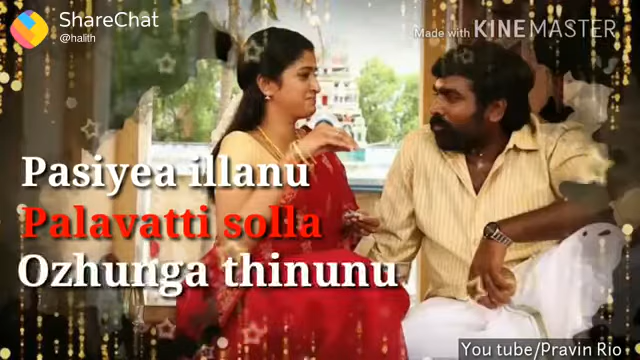 ShareChat
@halith
Made with KINEMASTER
Pasiyea illanu
Palavatti solla
Ozhunga thinunu
You tube/Pravin Rio